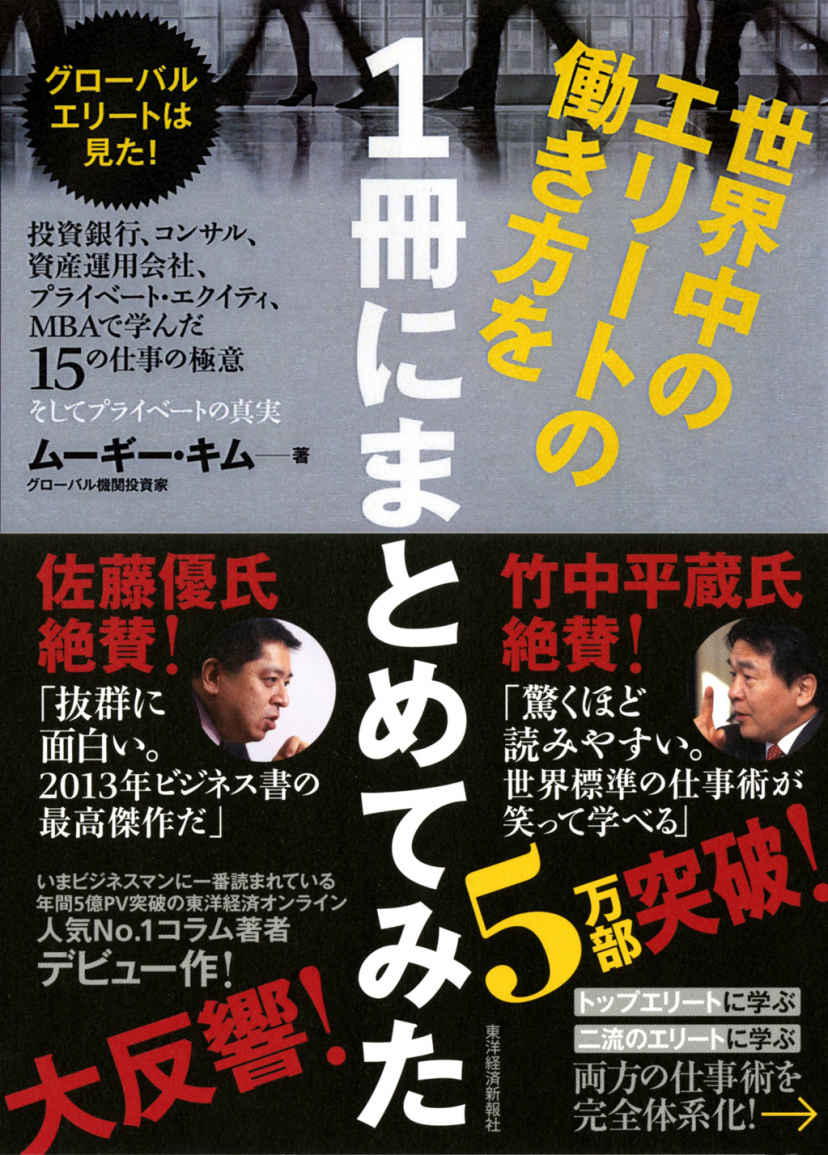 グローバル
エリートは
見た!
世界中の
エリートの
働き方を
1冊にまとめてみた
投資銀行、コンサル、
資産運用会社、
プライベート・エクイティ、
MBAで学んだ
15の仕事の極意
そしてプライベートの真実
ムーギー・キム──著
グローバル機関投資家
佐藤優氏
絶賛!
「抜群に
面白い。
2013年ビジネス書の
最高傑作だ」
竹中平蔵氏
絶賛!
「驚くほど
読みやすい。
世界標準の仕事術が
笑って学べる」
いまビジネスマンに一番読まれている
年間5億PV突破の東洋経済オンライン
人気No.1コラム著者
デビュー作!
大反響!
5万部突破!
トップエリートに学ぶ
二流のエリートに学ぶ
両方の仕事術を
完全体系化!→
東洋経済新報社